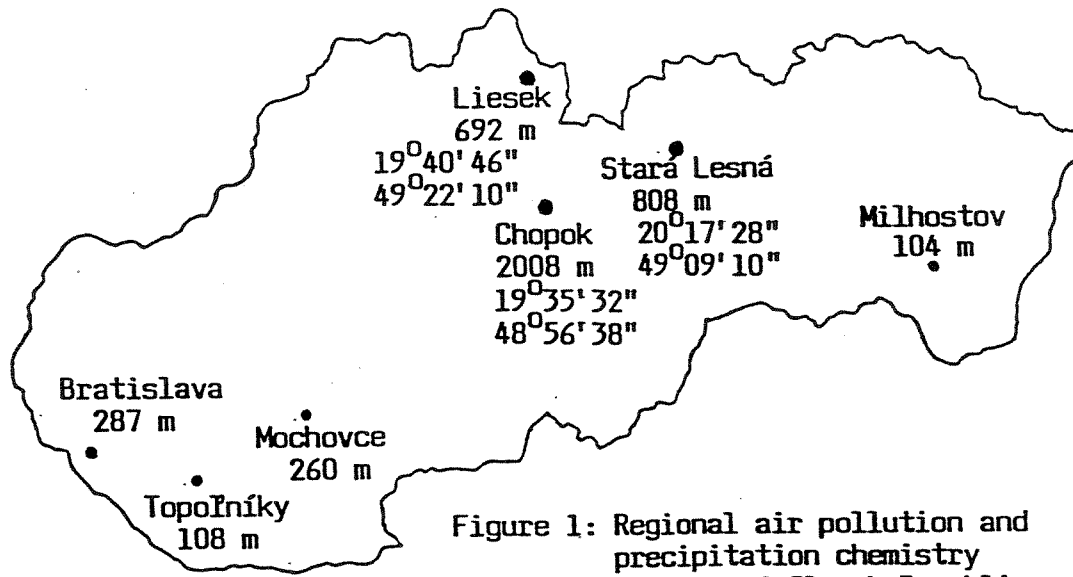 Liesek
692 m
19°40'46"
49°22'10"
Stará Lesná
808 m
20°17'28"
49°09'10"
Chopok
2008 m
19°35'32"
48°56'38"
Milhostov
104 m
Bratislava
287 m
Mochovce
260 m
Topoľníky
108 m
Figure 1: Regional air pollution and
precipitation chemistry